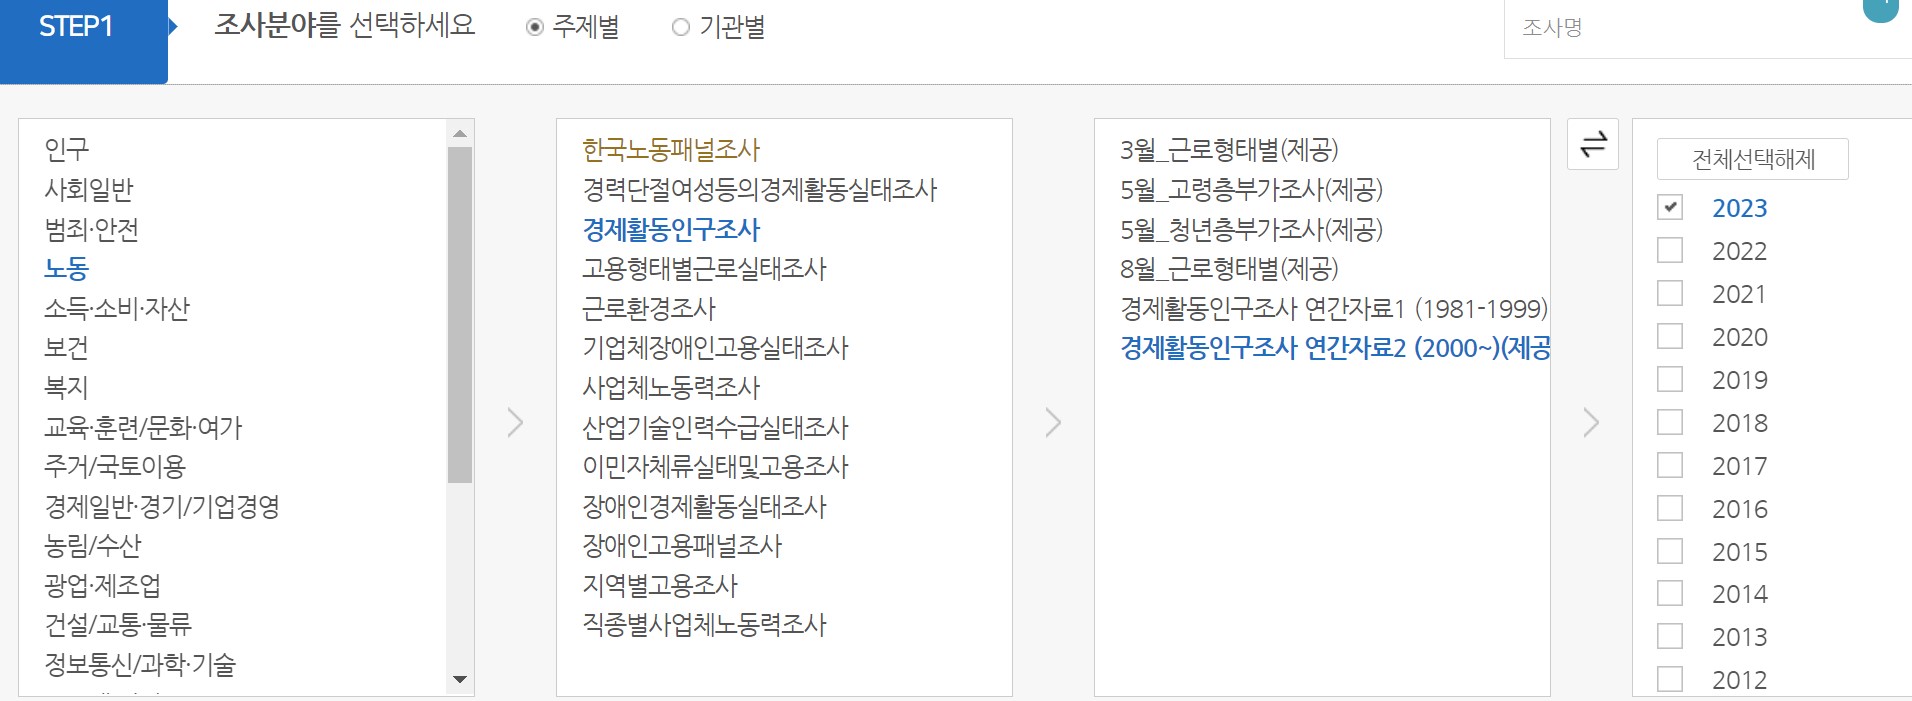 STEP1
조사분야를 선택하세요
주제별
기관별
조사명
인구
사회일반
범죄·안전
노동
소득·소비·자산
보건
복지
교육·훈련/문화·여가
주거/국토이용
경제일반·경기/기업경영
농림/수산
광업·제조업
건설/교통·물류
정보통신/과학·기술
한국노동패널조사
경력단절여성등의경제활동실태조사
경제활동인구조사
고용형태별근로실태조사
근로환경조사
기업체장애인고용실태조사
사업체노동력조사
산업기술인력수급실태조사
이민자체류실태및고용조사
장애인경제활동실태조사
장애인고용패널조사
지역별고용조사
직종별사업체노동력조사
3월_근로형태별(제공)
5월_고령층부가조사(제공)
5월_청년층부가조사(제공)
8월_근로형태별(제공)
경제활동인구조사 연간자료1 (1981-1999)
경제활동인구조사 연간자료2 (2000~)(제공
전체선택해제
2023
2022
2021
2020
2019
2018
2017
2016
2015
2014
2013
2012